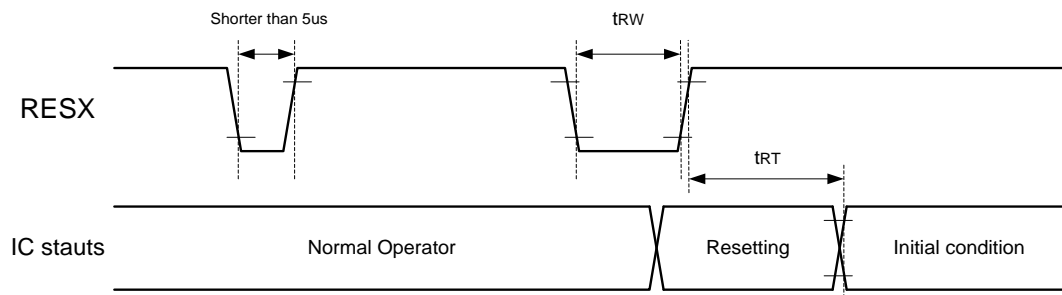 Shorter than 5us
tRW
RESX
tRT
IC stauts
Normal Operator
Resetting
Initial condition